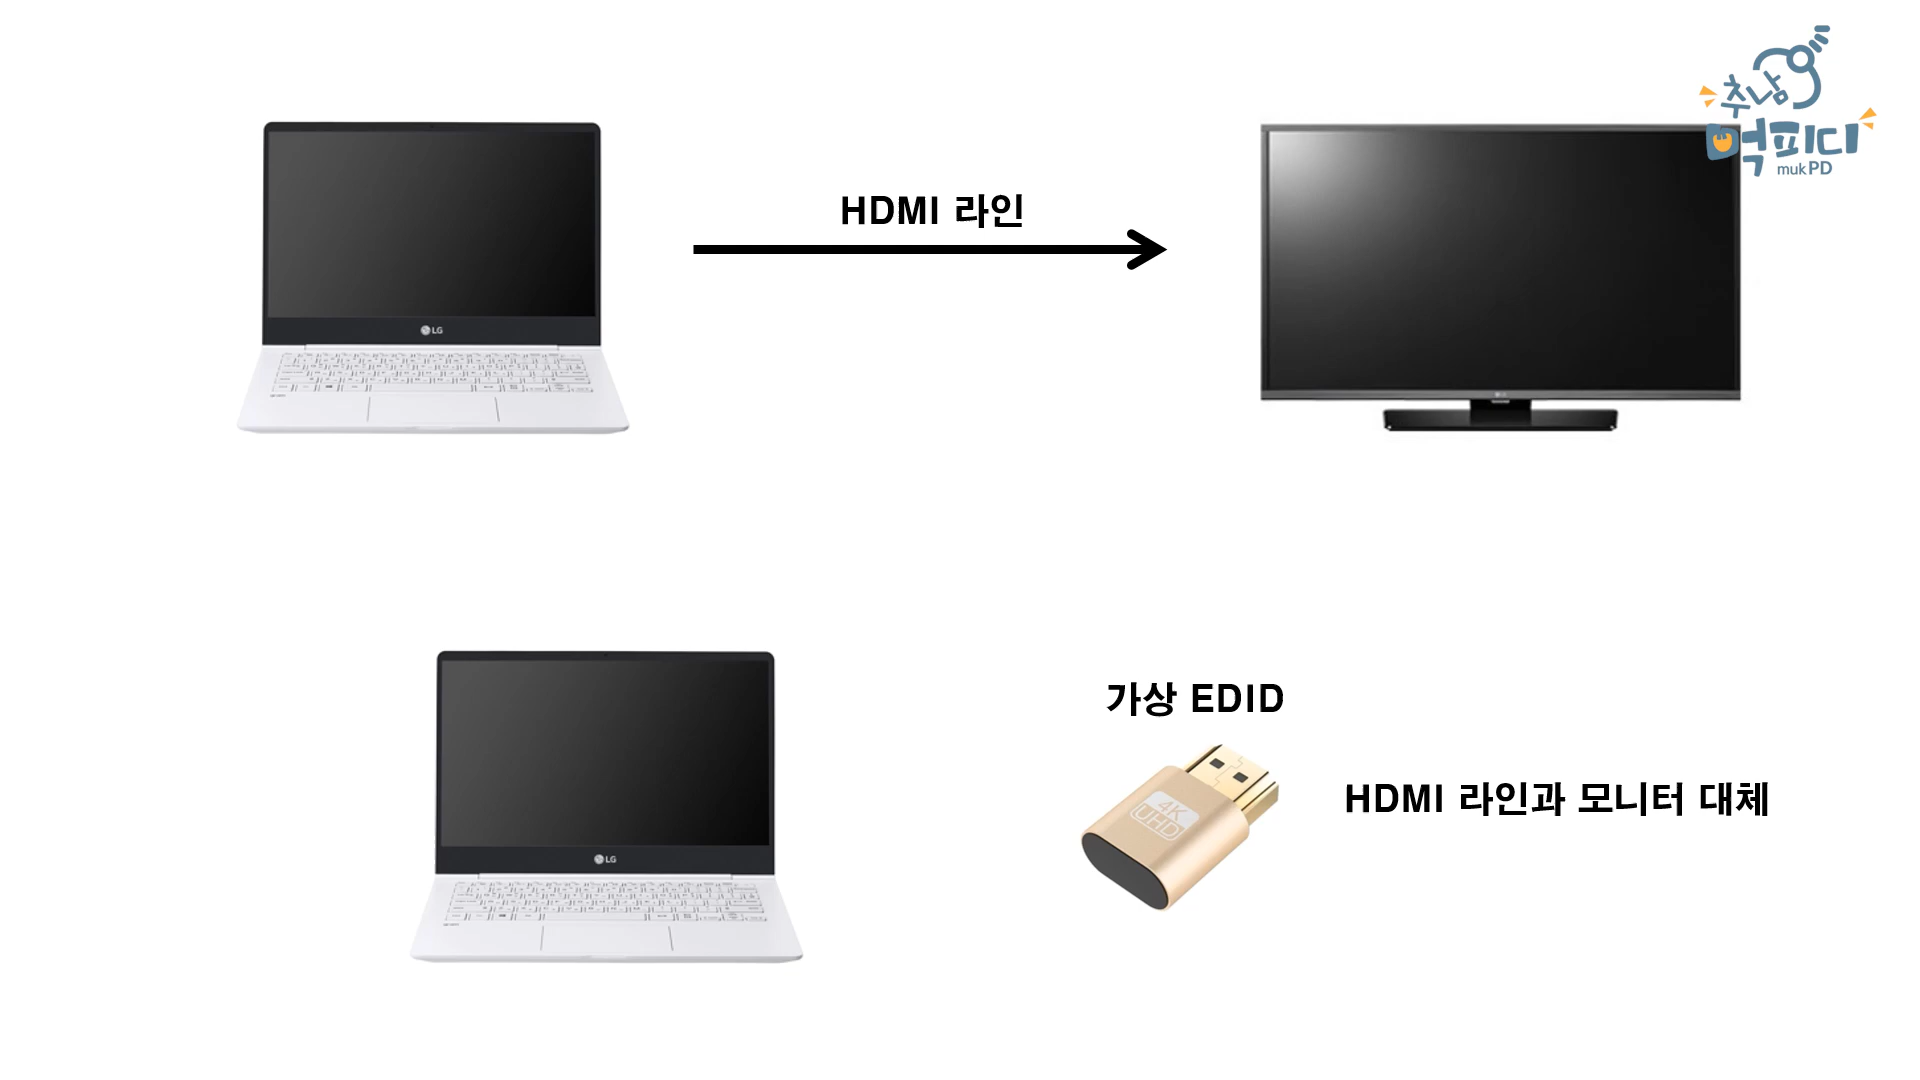 추냥
먹피디
mukPD
HDMI 라인
LG
가상 EDID
4K
UHD
HDMI 라인과 모니터 대체
LG